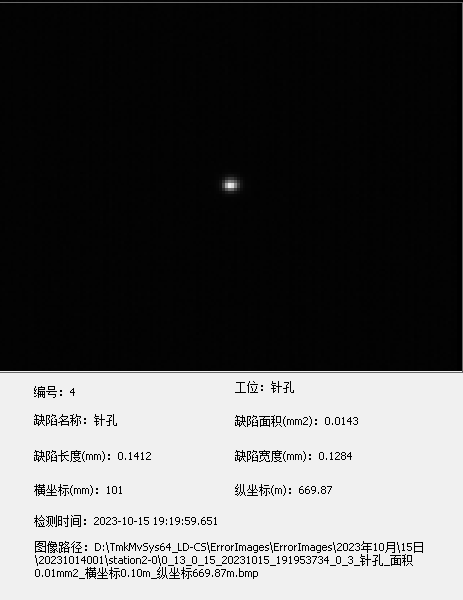 编号：4
工位：针孔
缺陷名称：针孔
缺陷面积(mm2)：0.0143
缺陷长度(mm)：0.1412
缺陷宽度(mm)：0.1284
横坐标(mm)：101
纵坐标(m)：669.87
检测时间：2023-10-15 19:19:59.651
图像路径：D:\TmkMvSys64_LD-CS\ErrorImages\ErrorImages\2023年10月\15日
\20231014001\station2-0\0_13_0_15_20231015_191953734_0_3_针孔_面积
0.01mm2_横坐标0.10m_纵坐标669.87m.bmp